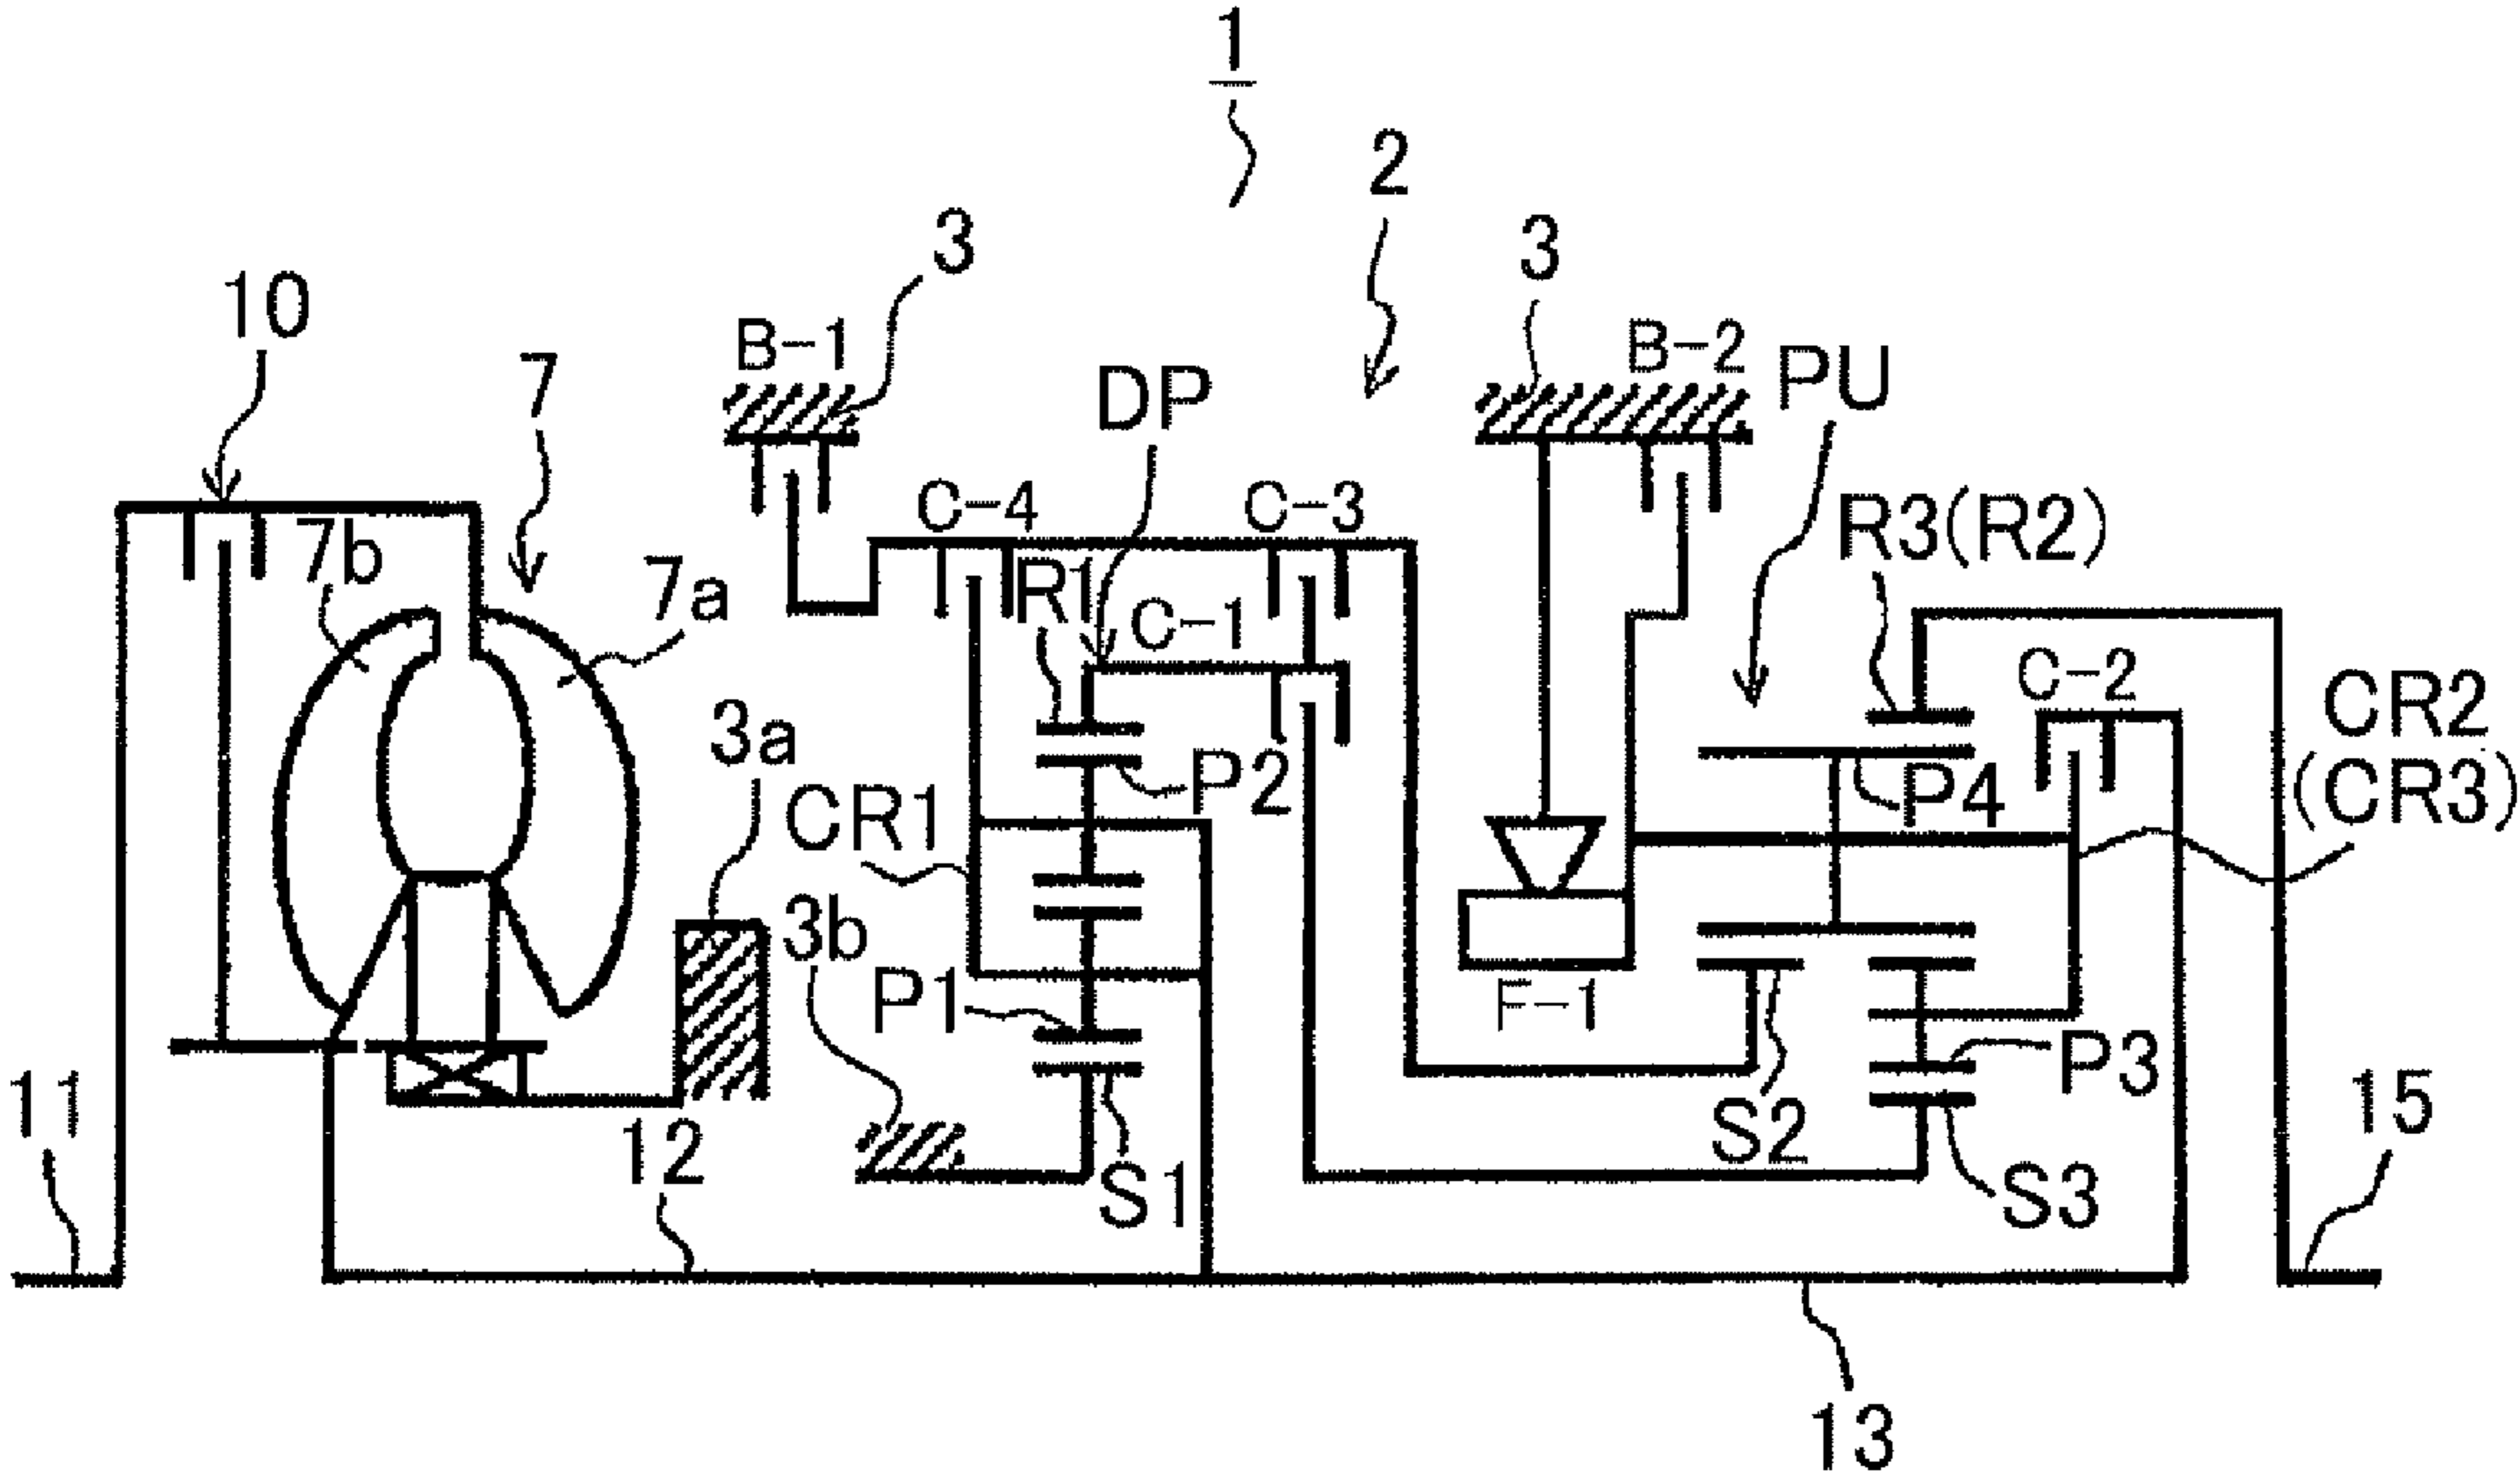 1
2
3
3
10
B-1
B-2
PU
7
DP
C-4
C-3
R3(R2)
7b
7a
R1
C-1
C-2
CR2
(CR3)
3a
P2
P4
CR1
3b
P1
F-1
P3
11
12
S1
S2
S3
15
13